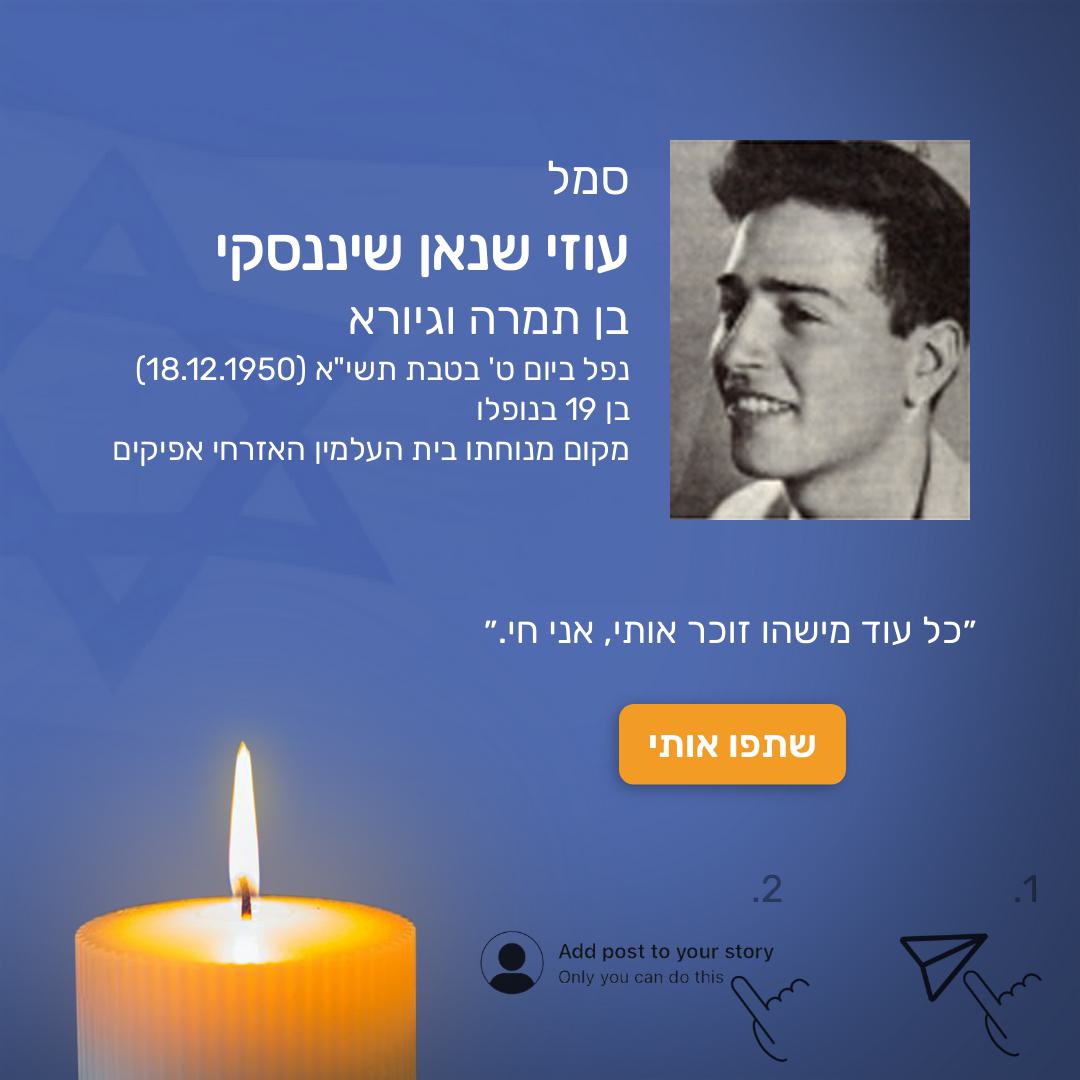 סמל
עוזי שנאן שיננסקי
בן תמרה וגיורא
נפל ביום ט' בטבת תשי"א (18.12.1950)
בן 19 בנופלו
מקום מנוחתו בית העלמין האזרחי אפיקים
״כל עוד מישהו זוכר אותי, אני חי.״
שתפו אותי
.1
.2
Add post to your story
Only you can do this